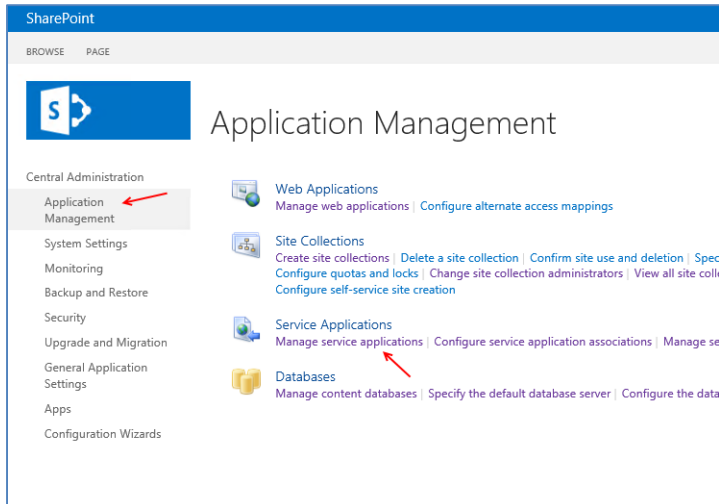 SharePoint
BROWSE PAGE
S
Application Management
Central Administration
Application
Management
System Settings
Monitoring
Backup and Restore
Security
Upgrade and Migration
General Application
Settings
Apps
Configuration Wizards
Web Applications
Manage web applications | Configure alternate access mappings
Site Collections
Create site collections | Delete a site collection | Confirm site use and deletion |
Configure quotas and locks | Change site collection administrators | View all site
Configure self-service site creation
Service Applications
Manage service applications | Configure service application associations | Manage
Databases
Manage content databases | Specify the default database server | Configure the